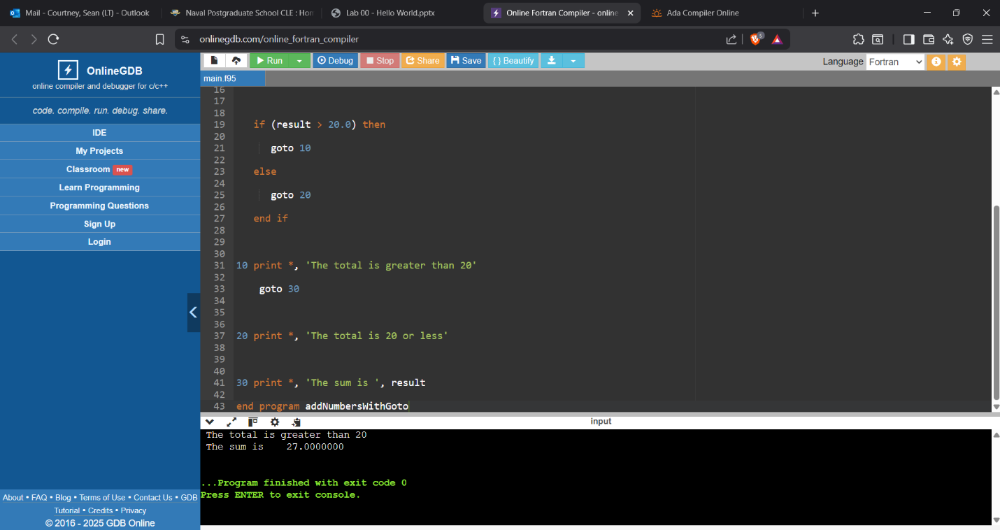 Mail - Courtney, Sean (LT) - Outlook
Naval Postgraduate School CLE : Hom
Lab 00 - Hello World.pptx
Online Fortran Compiler - online
Ada Compiler Online
onlinegdb.com/online_fortran_compiler
5
OnlineGDB
online compiler and debugger for c/c++
code. compile. run. debug. share.
IDE
My Projects
Classroom new
Learn Programming
Programming Questions
Sign Up
Login
About • FAQ • Blog • Terms of Use • Contact Us • GDB
Tutorial • Credits • Privacy
© 2016 - 2025 GDB Online
Run
Debug
Stop
Share
Save
{ } Beautify
Language Fortran
main.f95
16
17
18
19 if (result > 20.0) then
20
21 goto 10
22
23 else
24
25 goto 20
26
27 end if
28
29
30
31 10 print *, 'The total is greater than 20'
32
33 goto 30
34
35
36
37 20 print *, 'The total is 20 or less'
38
39
40
41 30 print *, 'The sum is ', result
42
43 end program addNumbersWithGoto
input
The total is greater than 20
The sum is    27.0000000
...Program finished with exit code 0
Press ENTER to exit console.